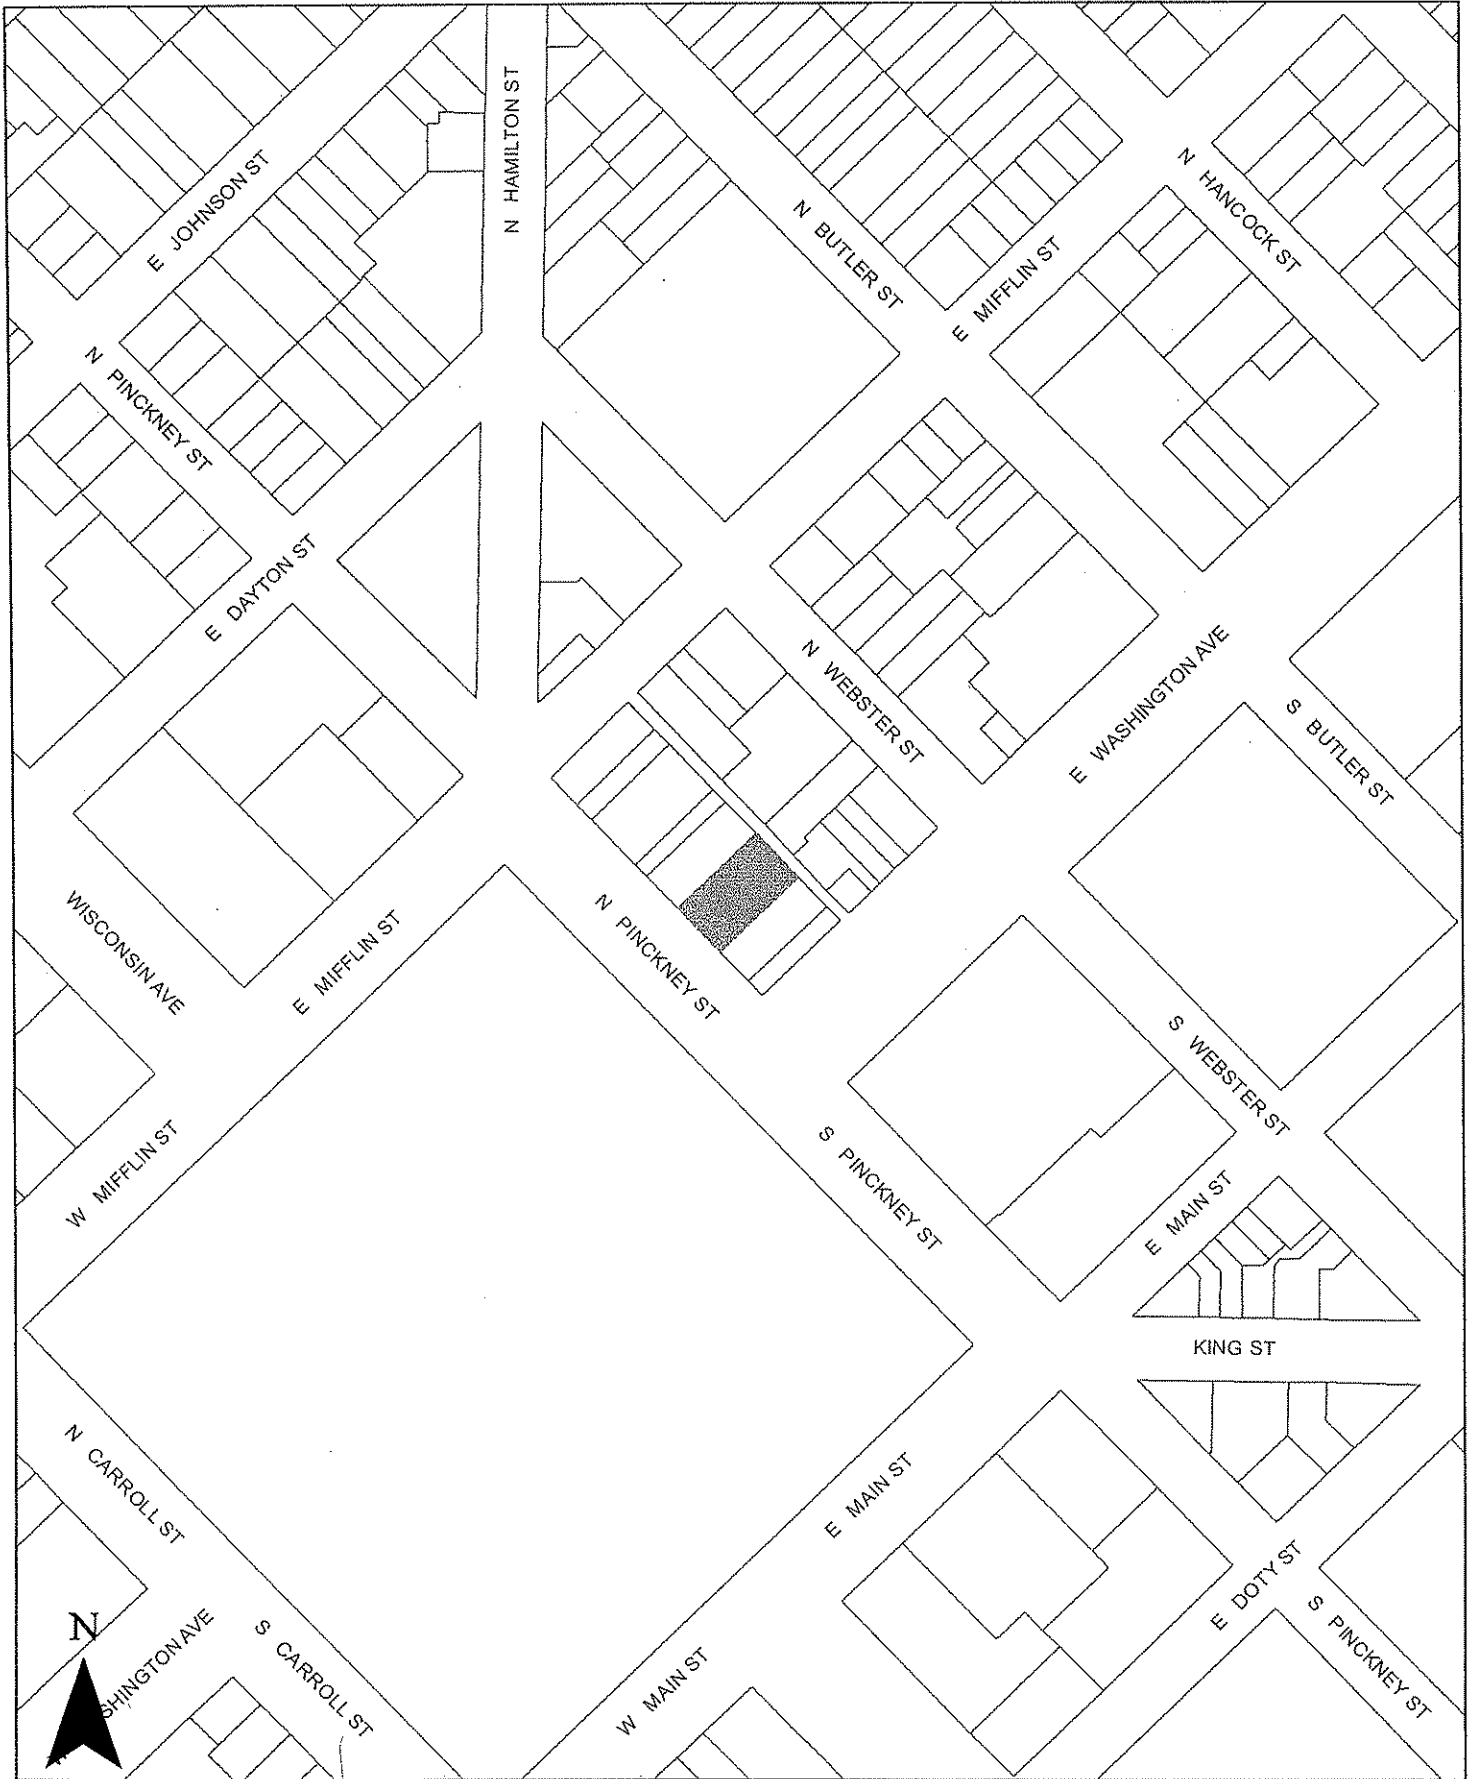 N HAMILTON ST
E JOHNSON ST
N HANCOCK ST
N BUTLER ST
E MIFFLIN ST
N PINCKNEY ST
E DAYTON ST
N WEBSTER ST
E WASHINGTON AVE
S BUTLER ST
WISCONSIN AVE
E MIFFLIN ST
N PINCKNEY ST
S WEBSTER ST
W MIFFLIN ST
S PINCKNEY ST
E MAIN ST
KING ST
N CARROLL ST
E MAIN ST
E DOTY ST
N
SHINGTON AVE
S CARROLL ST
W MAIN ST
S PINCKNEY ST